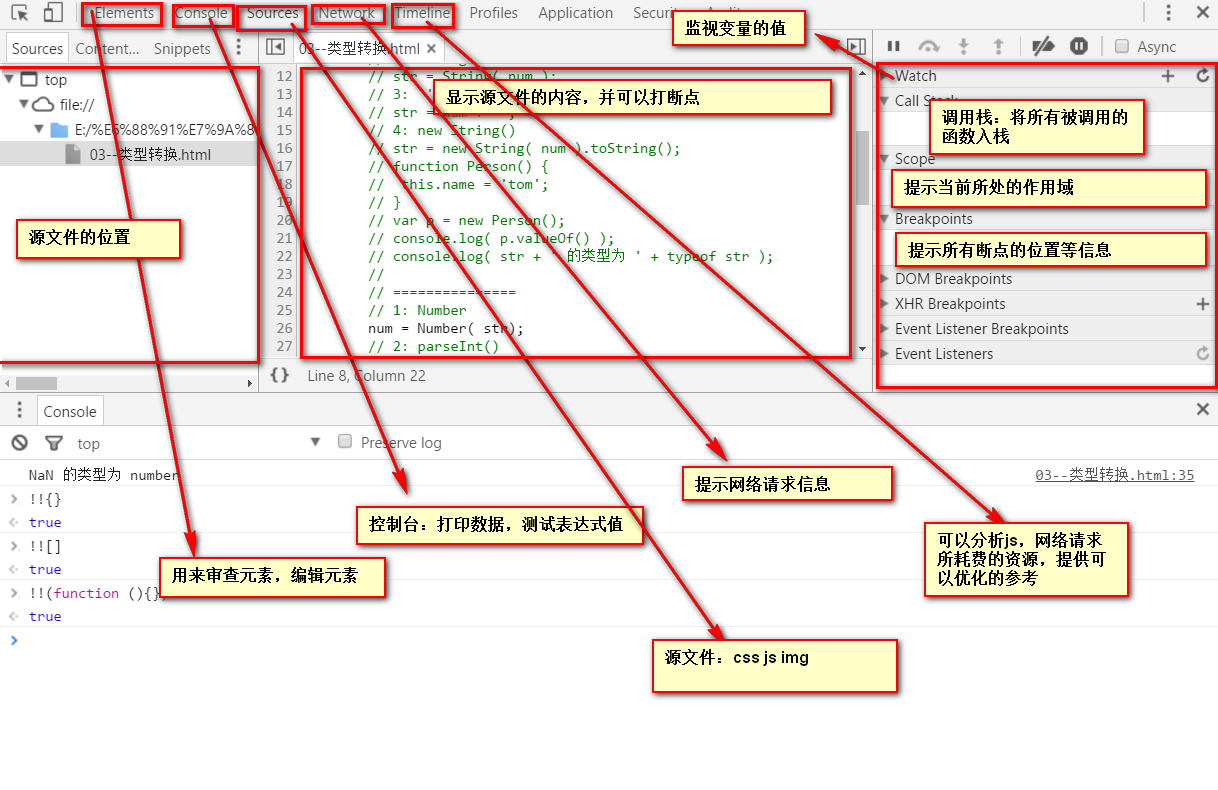 Elements Console Sources Network Timeline Profiles Application
监视变量的值
Sources Content... Snippets
03--类型转换.html
Async
top
file://
03--类型转换.html
源文件的位置
12 // str = String( num );
13 // 3:
显示源文件的内容，并可以打断点
14 // str =
15 // 4: new String()
16 // str = new String( num ).toString();
17 // function Person() {
18 // this.name = 'tom';
19 // }
20 // var p = new Person();
21 // console.log( p.valueOf() );
22 // console.log( str + ' 的类型为 ' + typeof str );
23 //
24 // ===============
25 // 1: Number
26 num = Number( str);
27 // 2: parseInt()
{} Line 8, Column 22
Watch
Call
调用栈：将所有被调用的
函数入栈
Scope
提示当前所处的作用域
Breakpoints
提示所有断点的位置等信息
DOM Breakpoints
XHR Breakpoints
Event Listener Breakpoints
Event Listeners
Console
top Preserve log
NaN 的类型为 number 03--类型转换.html:35
!!{}
true
!![]
true
!!(function (){})
true
提示网络请求信息
控制台：打印数据，测试表达式值
用来审查元素，编辑元素
可以分析js，网络请求
所耗费的资源，提供可
以优化的参考
源文件：css js img